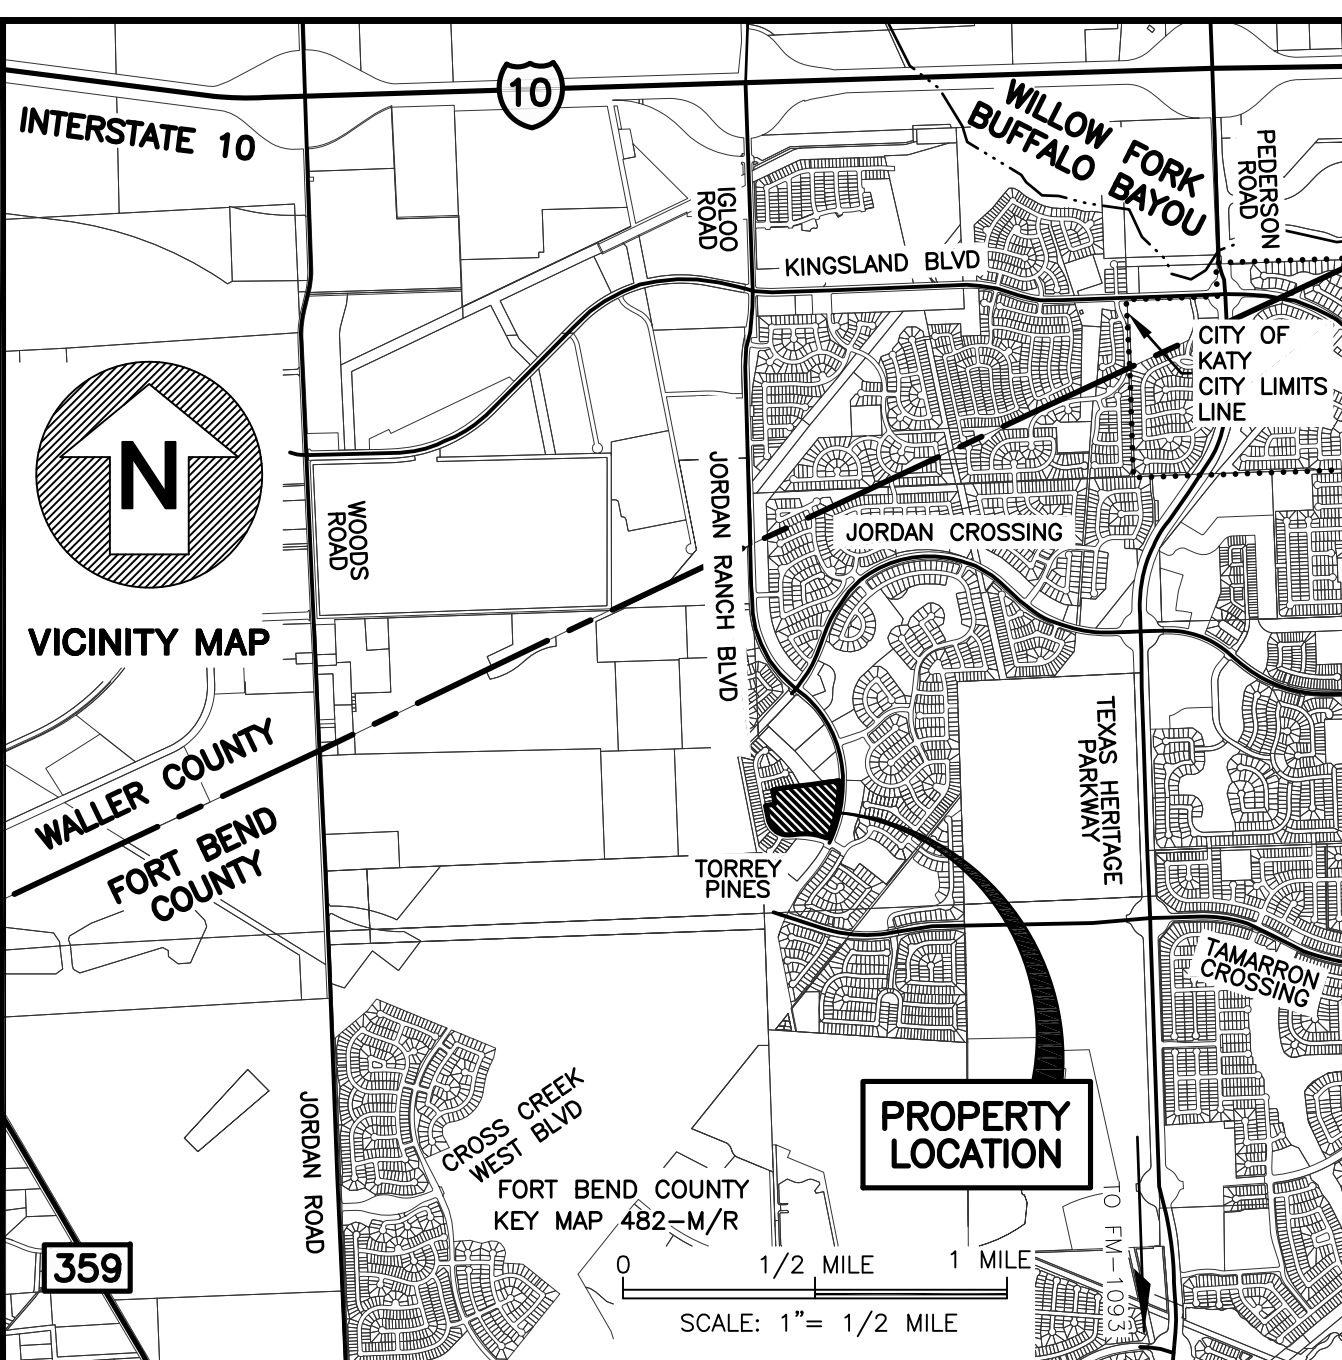 10
INTERSTATE 10
WILLOW FORK
BUFFALO BAYOU
PEDERSON
ROAD
IGLOO
ROAD
KINGSLAND BLVD
CITY OF
KATY
CITY LIMITS
LINE
N
VICINITY MAP
WOODS
ROAD
JORDAN RANCH BLVD
JORDAN CROSSING
WALLER COUNTY
FORT BEND
COUNTY
TEXAS HERITAGE
PARKWAY
TORREY
PINES
TAMARRON
CROSSING
PROPERTY
LOCATION
JORDAN ROAD
CROSS CREEK
WEST BLVD
FORT BEND COUNTY
KEY MAP 482-M/R
TO FM-1093
359
0 1/2 MILE 1 MILE
SCALE: 1"= 1/2 MILE